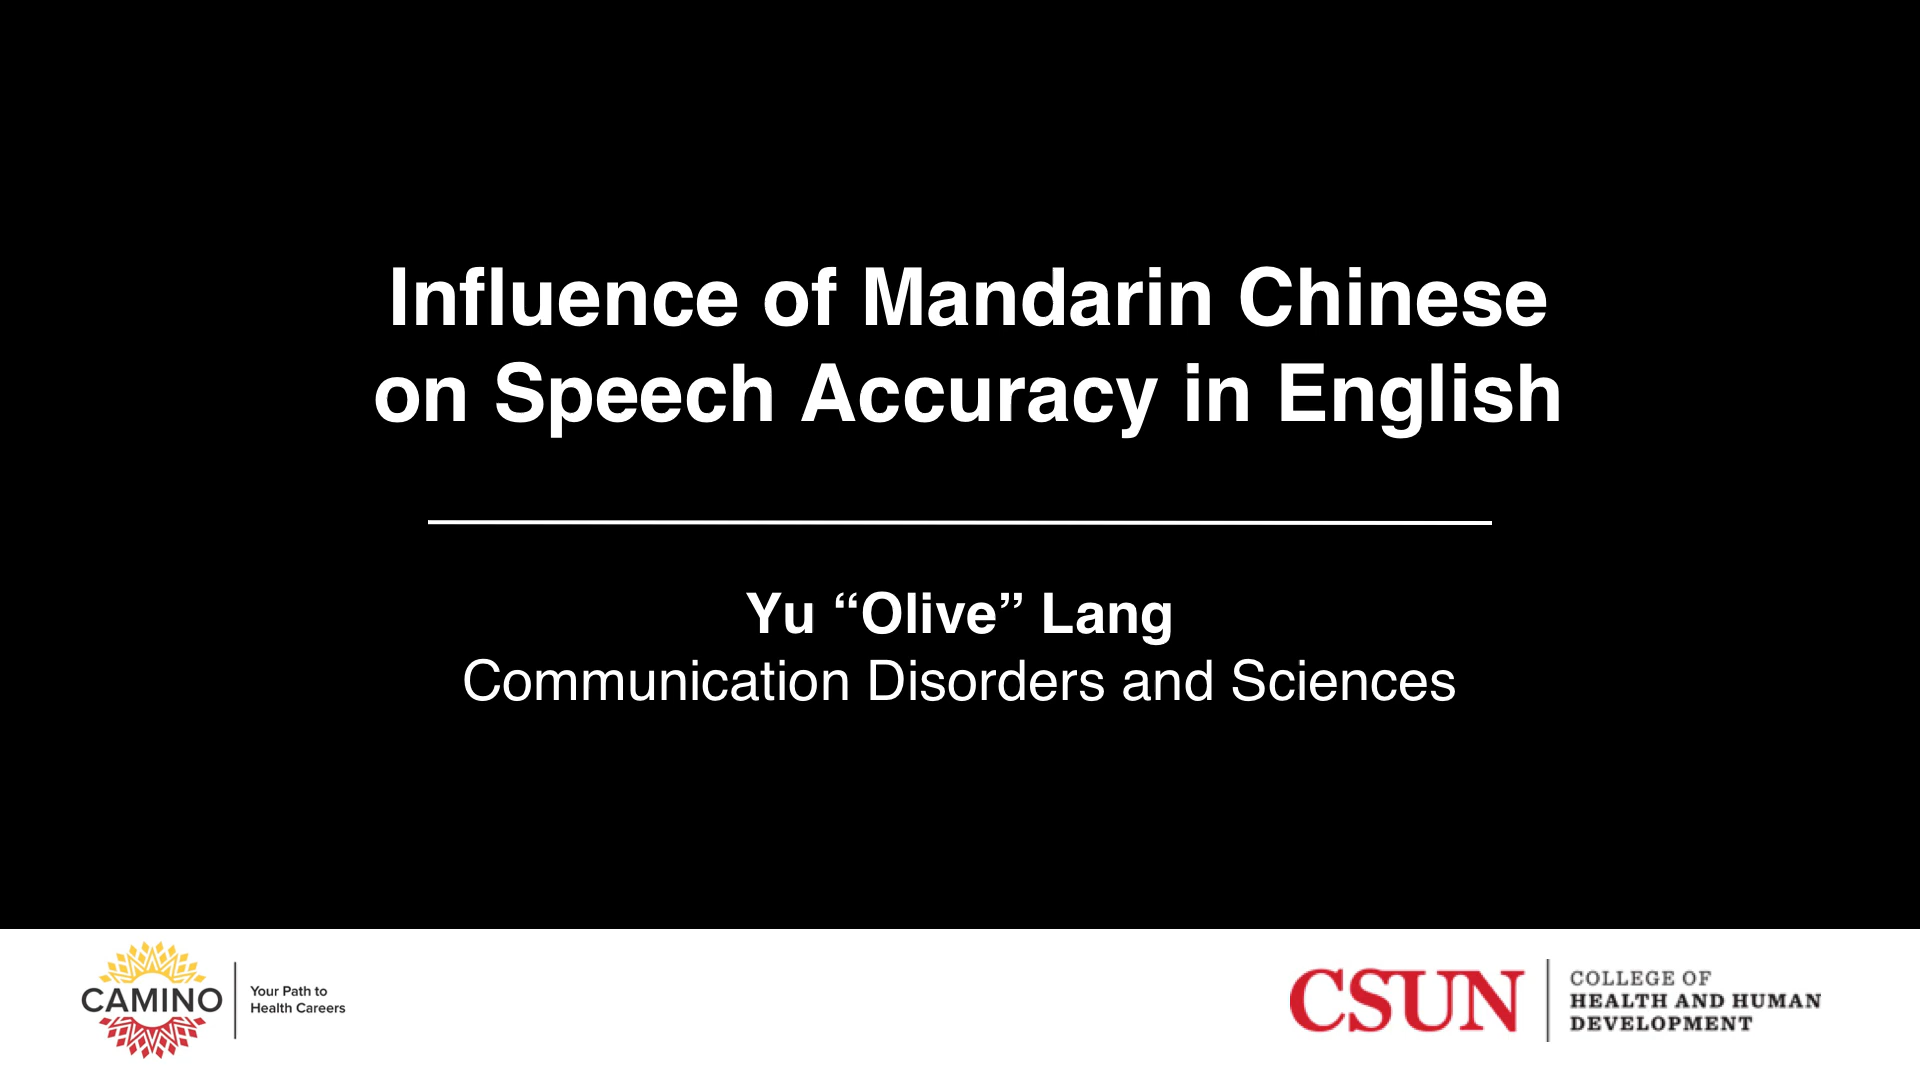 Influence of Mandarin Chinese
on Speech Accuracy in English
Yu “Olive” Lang
Communication Disorders and Sciences
CAMINO
Your Path to
Health Careers
CSUN
COLLEGE OF
HEALTH AND HUMAN
DEVELOPMENT